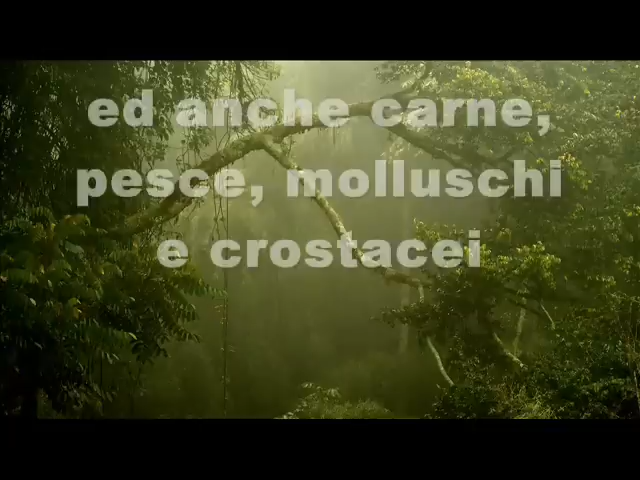 ed anche carne,
pesce, molluschi
e crostacei